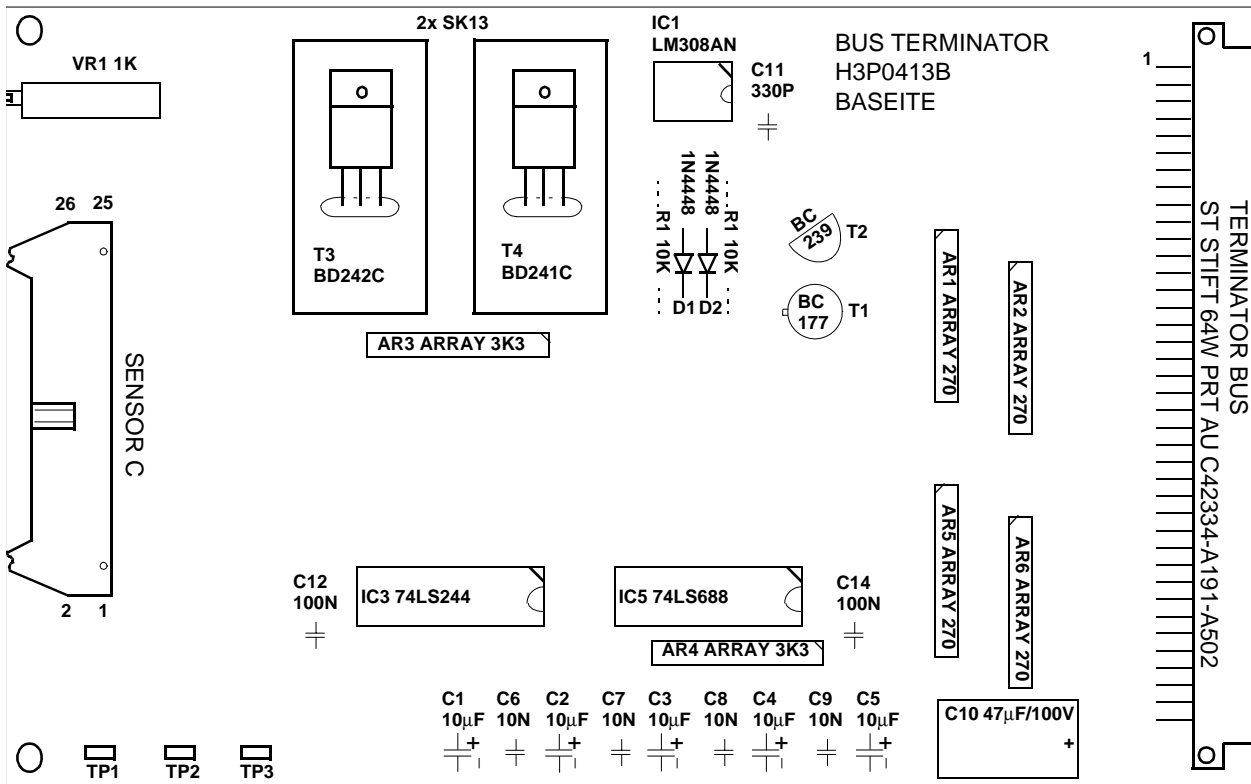 2x SK13
IC1
LM308AN
BUS TERMINATOR
H3P0413B
BASEITE
C11
330P
1
VR1 1K
26 25
T3
BD242C
T4
BD241C
1N4448
1N4448
R1 10K
R1 10K
D1 D2
BC
239
T2
BC
177
T1
AR1 ARRAY 270
AR2 ARRAY 270
TERMINATOR BUS
ST STIFT 64W PRT AU C42334-A191-A502
AR3 ARRAY 3K3
SENSOR C
2 1
C12
100N
IC3 74LS244
IC5 74LS688
C14
100N
AR5 ARRAY 270
AR6 ARRAY 270
AR4 ARRAY 3K3
C1
10µF
+
C6
10N
C2
10µF
+
C7
10N
C3
10µF
+
C8
10N
C4
10µF
+
C9
10N
C5
10µF
+
C10 47µF/100V
+
TP1
TP2
TP3